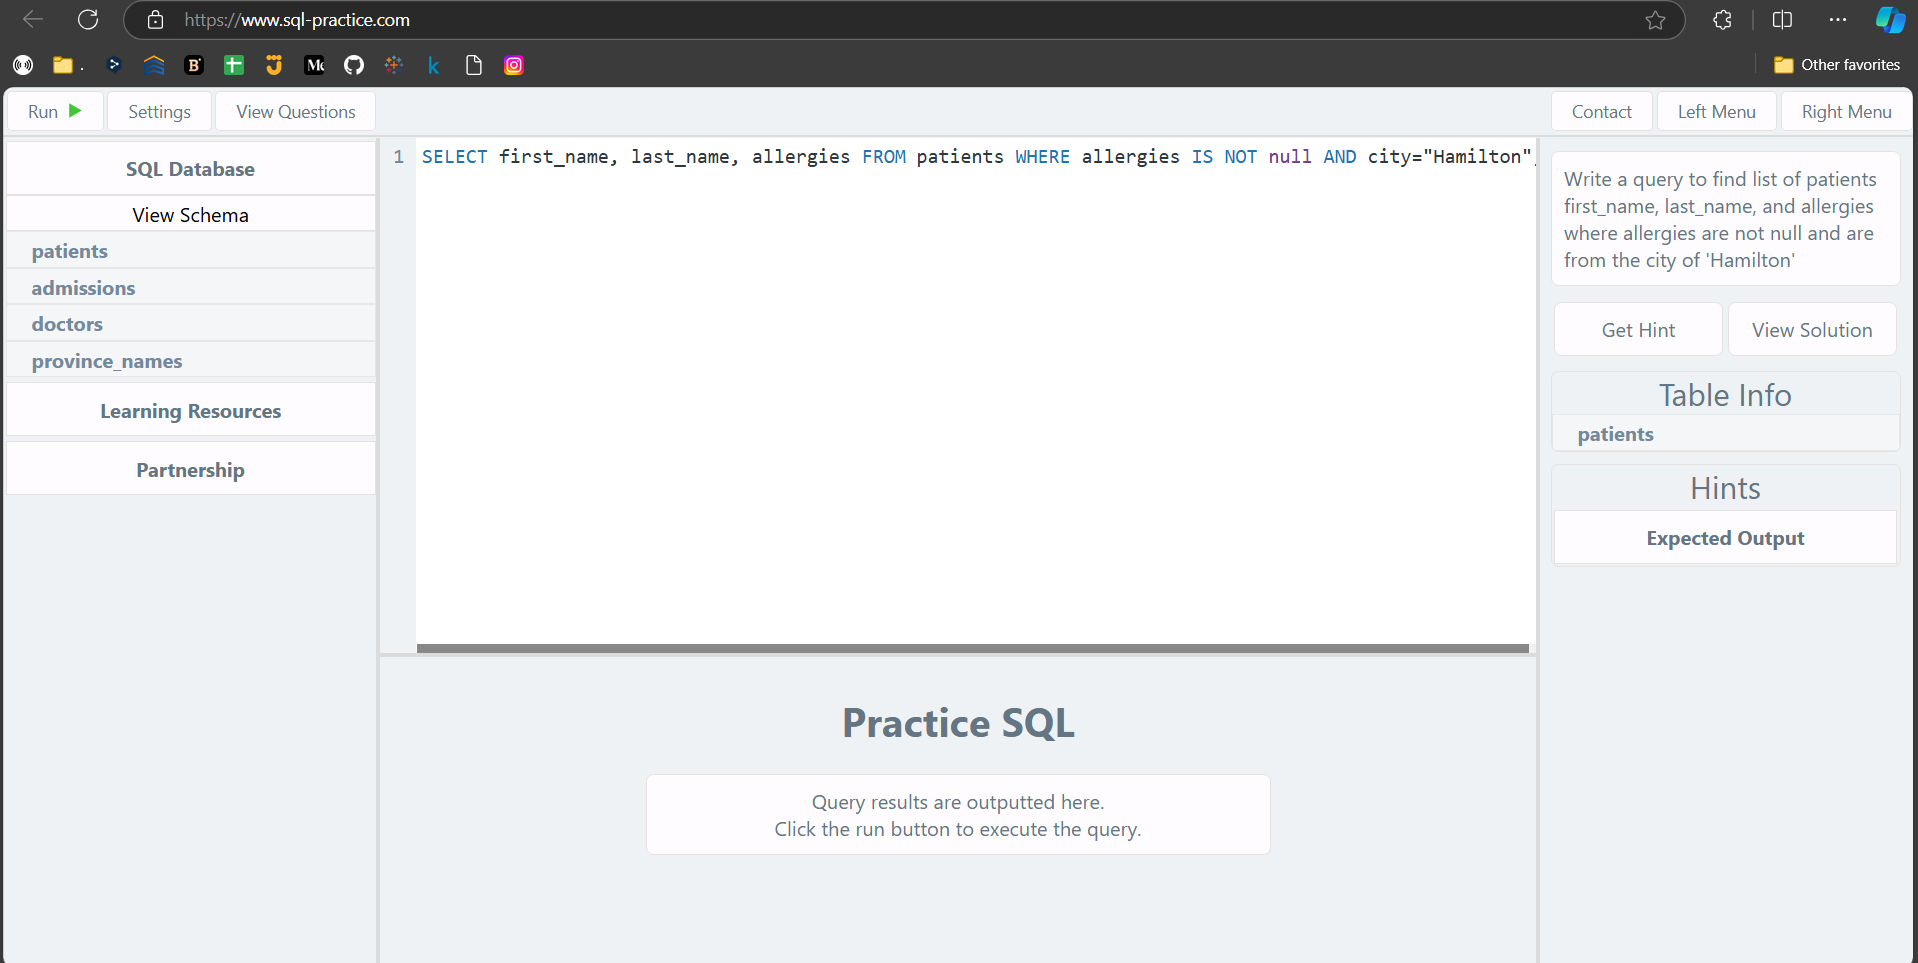 https://www.sql-practice.com
Other favorites
Run
Settings
View Questions
Contact
Left Menu
Right Menu
SQL Database
View Schema
patients
admissions
doctors
province_names
Learning Resources
Partnership
1
SELECT first_name, last_name, allergies FROM patients WHERE allergies IS NOT null AND city="Hamilton"
Practice SQL
Query results are outputted here.
Click the run button to execute the query.
Write a query to find list of patients
first_name, last_name, and allergies
where allergies are not null and are
from the city of 'Hamilton'
Get Hint
View Solution
Table Info
patients
Hints
Expected Output